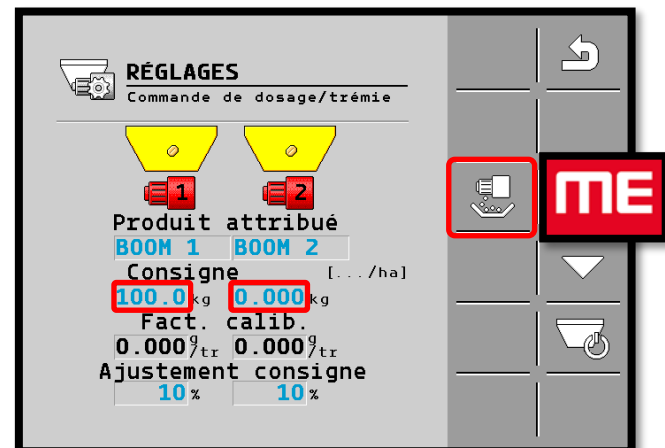 RÉGLAGES
Commande de dosage/trémie
1 2
Produit attribué
BOOM 1 BOOM 2
Consigne [.../ha]
100.0 kg 0.000 kg
Fact. calib.
0.000 g/tr 0.000 g/tr
Ajustement consigne
10 % 10 %
ME